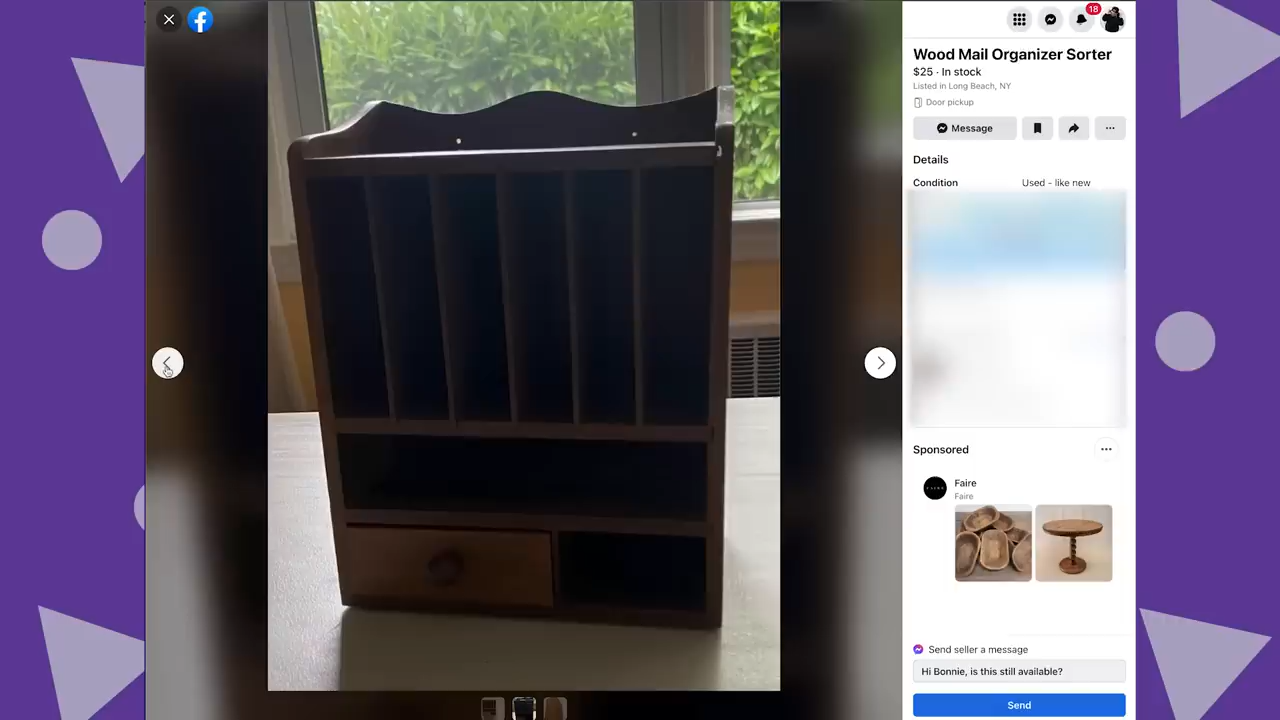 18
Wood Mail Organizer Sorter
$25 · In stock
Listed in Long Beach, NY
Door pickup
Message
Details
Condition Used - like new
Sponsored
Faire
Faire
Send seller a message
Hi Bonnie, is this still available?
Send